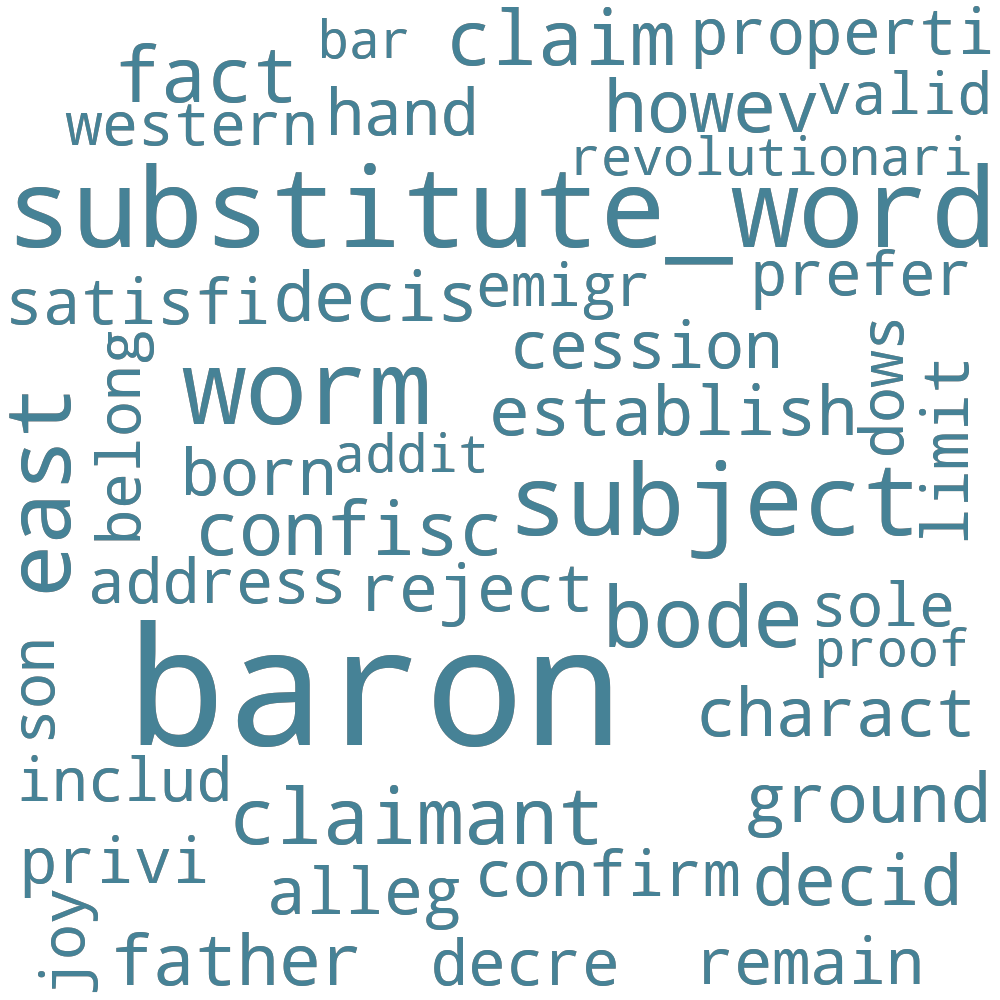 bar
claim
properti
fact
western
hand
howev
valid
revolutionari
substitute_word
satisfi
decis
emigr
prefer
cession
belong
worm
establish
dows
limit
east
born
addit
subject
confisc
address
reject
bode
sole
proof
son
baron
charact
includ
claimant
ground
privi
alleg
confirm
decid
joy
father
decre
remain